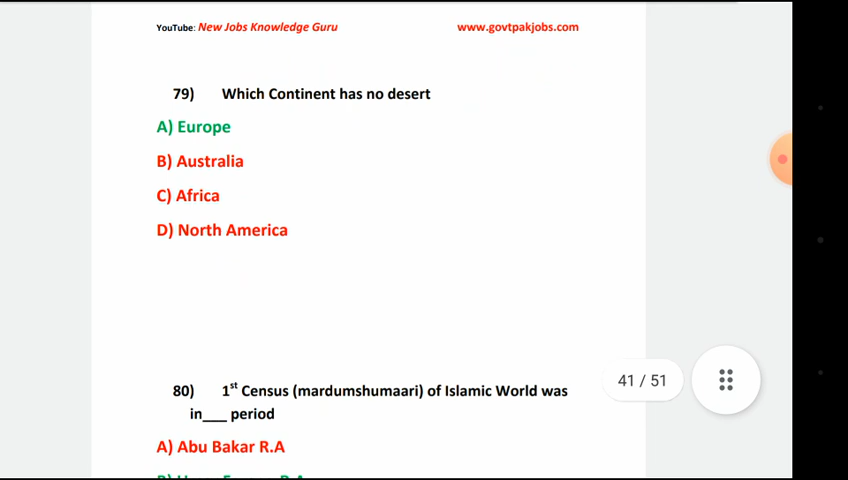 YouTube: New Jobs Knowledge Guru www.govtpakjobs.com
79) Which Continent has no desert
A) Europe
B) Australia
C) Africa
D) North America
80) 1st Census (mardumshumaari) of Islamic World was
in___ period
41 / 51
A) Abu Bakar R.A